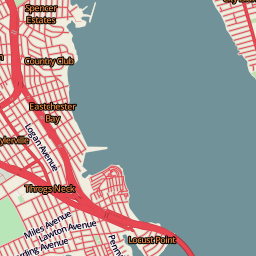 Spencer
Estates
Country Club
Eastchester
Bay
Logan Avenue
Throgs Neck
Miles Avenue
Lawton Avenue
Locust Point